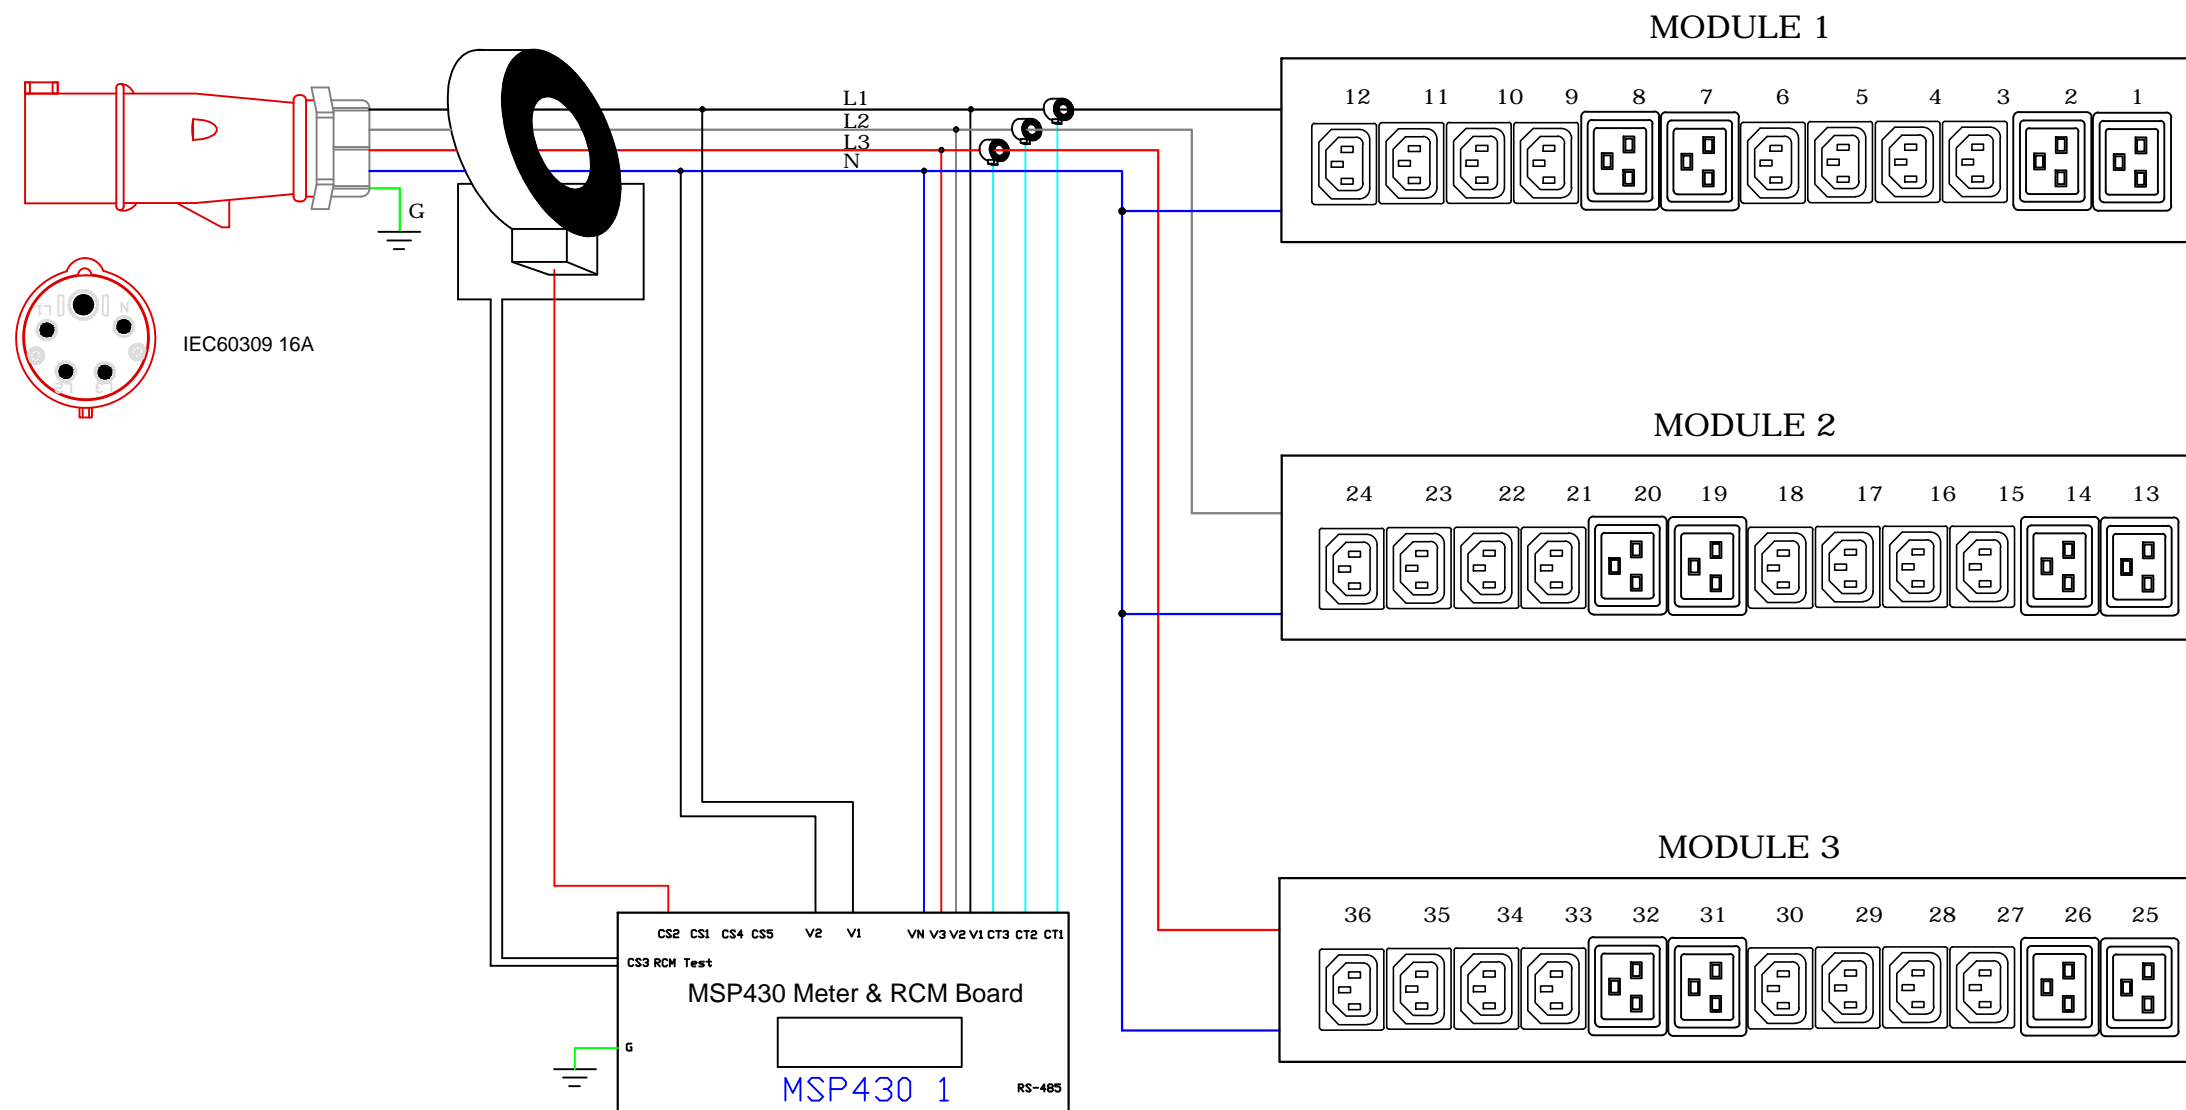 MODULE 1
L1
L2
L3
N
G
12 11 10 9 8 7 6 5 4 3 2 1
L1 N
L2 L3
IEC60309 16A
MODULE 2
24 23 22 21 20 19 18 17 16 15 14 13
MODULE 3
36 35 34 33 32 31 30 29 28 27 26 25
CS2 CS1 CS4 CS5 V2 V1 VN V3 V2 V1 CT3 CT2 CT1
CS3 RCM Test
MSP430 Meter & RCM Board
G
MSP430 1
RS-485